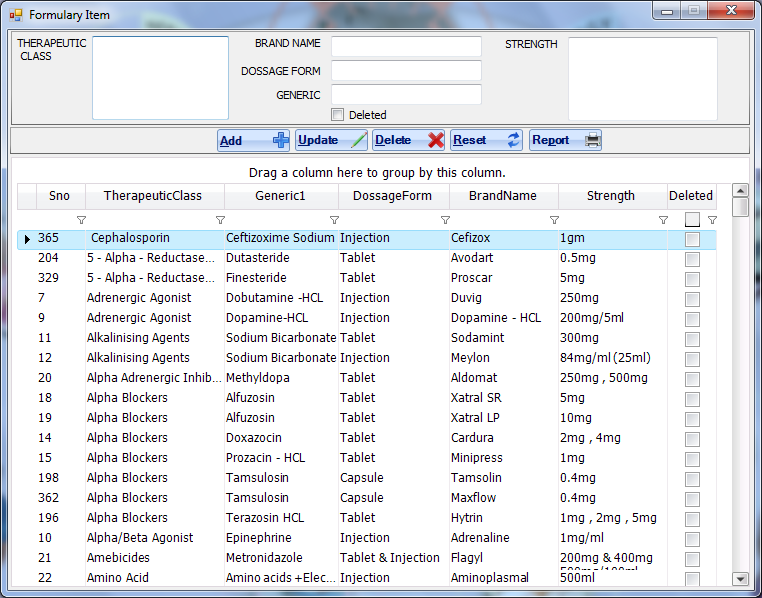 Formulary Item
THERAPEUTIC CLASS
BRAND NAME
STRENGTH
DOSSAGE FORM
GENERIC
Deleted
Add Update Delete Reset Report
Drag a column here to group by this column.
Sno TherapeuticClass Generic1 DossageForm BrandName Strength Deleted
365 Cephalosporin Ceftizoxime Sodium Injection Cefizox 1gm
204 5 - Alpha - Reductase... Dutasteride Tablet Avodart 0.5mg
329 5 - Alpha - Reductase... Finesteride Tablet Proscar 5mg
7 Adrenergic Agonist Dobutamine -HCL Injection Duvig 250mg
9 Adrenergic Agonist Dopamine-HCL Injection Dopamine - HCL 200mg/5ml
11 Alkalinising Agents Sodium Bicarbonate Tablet Sodamint 300mg
12 Alkalinising Agents Sodium Bicarbonate Injection Meylon 84mg/ml (25ml)
20 Alpha Adrenergic Inhib... Methyldopa Tablet Aldomat 250mg , 500mg
18 Alpha Blockers Alfuzosin Tablet Xatral SR 5mg
19 Alpha Blockers Alfuzosin Tablet Xatral LP 10mg
14 Alpha Blockers Doxazocin Tablet Cardura 2mg , 4mg
15 Alpha Blockers Prozacin - HCL Tablet Minipress 1mg
198 Alpha Blockers Tamsulosin Capsule Tamsolin 0.4mg
362 Alpha Blockers Tamsulosin Capsule Maxflow 0.4mg
196 Alpha Blockers Terazosin HCL Tablet Hytrin 1mg , 2mg , 5mg
10 Alpha/Beta Agonist Epinephrine Injection Adrenaline 1mg/ml
21 Amebicides Metronidazole Tablet & Injection Flagyl 200mg & 400mg
22 Amino Acid Amino acids +Elec... Injection Aminoplasmal 500ml